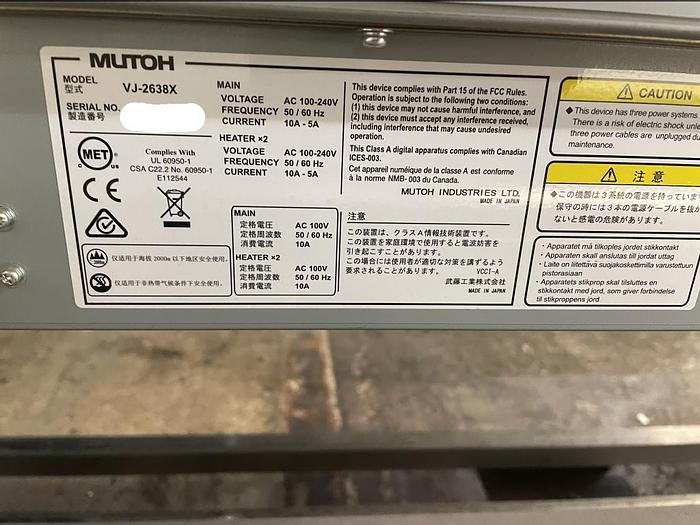 MUTOH
MODEL
型式
VJ-2638X
SERIAL NO.
製造番号
MAIN
VOLTAGE AC 100-240V
FREQUENCY 50 / 60 Hz
CURRENT 10A - 5A
HEATER ×2
VOLTAGE AC 100-240V
FREQUENCY 50 / 60 Hz
CURRENT 10A - 5A
MET
C US
Complies With
UL 60950-1
CSA C22.2 No. 60950-1
E112544
CE
仅适用于海拔 2000m 以下地区安全使用。
仅适用于非热带气候条件下安全使用。
MAIN
定格電圧 AC 100V
定格周波数 50 / 60 Hz
消費電流 10A
HEATER ×2
定格電圧 AC 100V
定格周波数 50 / 60 Hz
消費電流 10A
This device complies with Part 15 of the FCC Rules.
Operation is subject to the following two conditions:
(1) this device may not cause harmful interference, and
(2) this device must accept any interference received,
including interference that may cause undesired
operation.
This Class A digital apparatus complies with Canadian
ICES-003.
Cet appareil numéique de la classe A est conforme
à la norme NMB- 003 du Canada.
MUTOH INDUSTRIES LTD.
MADE IN JAPAN
注意
この装置は、クラスA情報技術装置です。
この装置を家庭環境で使用すると電波妨害を
引き起こすことがあります。
この場合には使用者が適切な対策を講ずるよう
要求されることがあります。 VCCI-A
武藤工業株式会社
MADE IN JAPAN
CAUTION
◆This device has three power systems
There is a risk of electric shock
three power cables are unplugged
maintenance.
注 意
◆この機器は3系統の電源を持っていま
保守の時には3本の電源ケーブルを抜か
ないと感電の危険があります。
・Apparatet må tilkoples jordet stikkontakt
・Apparaten skall anslutas till jordat uttag
・Laite on liitettävä suojakoskettimilla varustettuun
pistorasiaan
・Apparatets stikprop skal tilsluttes en
stikkontakt med jord, som giver forbindelse
til stikproppens jord